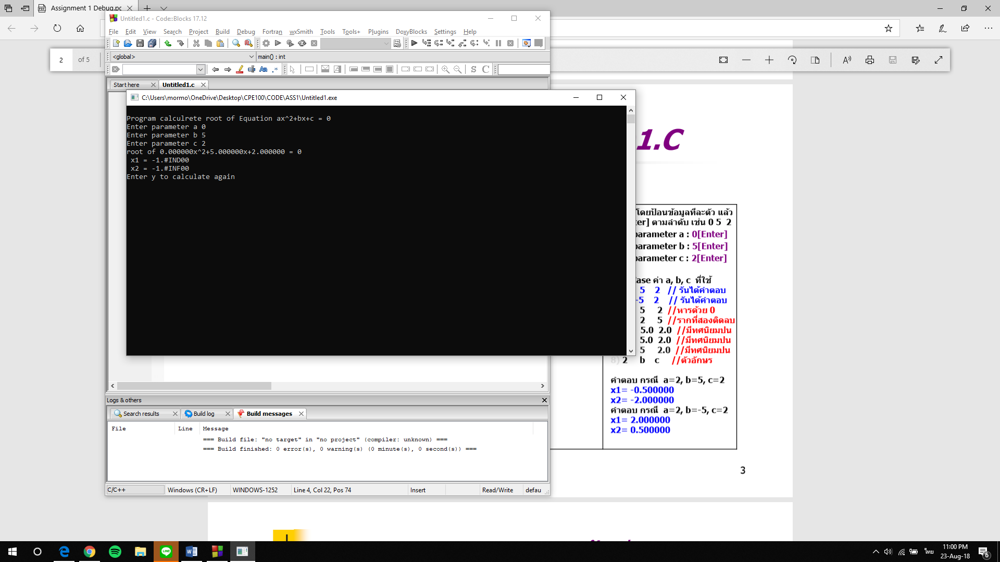 Assignment 1 Debug.pc
Untitled1.c - Code::Blocks 17.12
File Edit View Search Project Build Debug Fortran wxSmith Tools Tools+ Plugins DoxyBlocks Settings Help
<global>
main() : int
2 of 5
Start here
Untitled1.c
C:\Users\mormo\OneDrive\Desktop\CPE100\CODE\ASS1\Untitled1.exe
Program calculrete root of Equation ax^2+bx+c = 0
Enter parameter a 0
Enter parameter b 5
Enter parameter c 2
root of 0.000000x^2+5.000000x+2.000000 = 0
x1 = -1.#IND00
x2 = -1.#INF00
Enter y to calculate again
1.C
โดยป้อนข้อมูลทีละตัว แล้ว
ter] ตามลำดับ เช่น 0 5 2
parameter a : 0[Enter]
parameter b : 5[Enter]
parameter c : 2[Enter]
ase ค่า a, b, c ที่ใช้
5 2 // รันได้คำตอบ
-5 2 // รันได้คำตอบ
5 2 //หารด้วย 0
2 5 //รากที่สองติดลบ
5.0 2.0 //มีทศนิยมปน
5.0 2.0 //มีทศนิยมปน
5 2.0 //มีทศนิยมปน
8) 2 b c //ตัวอักษร
คำตอบ กรณี a=2, b=5, c=2
x1= -0.500000
x2= -2.000000
คำตอบ กรณี a=2, b=-5, c=2
x1= 2.000000
x2= 0.500000
3
Logs & others
Search results
Build log
Build messages
File Line Message
=== Build file: "no target" in "no project" (compiler: unknown) ===
=== Build finished: 0 error(s), 0 warning(s) (0 minute(s), 0 second(s)) ===
C/C++
Windows (CR+LF)
WINDOWS-1252
Line 4, Col 22, Pos 74
Insert
Read/Write
defau
LINE
ไทย
11:00 PM
23-Aug-18
6